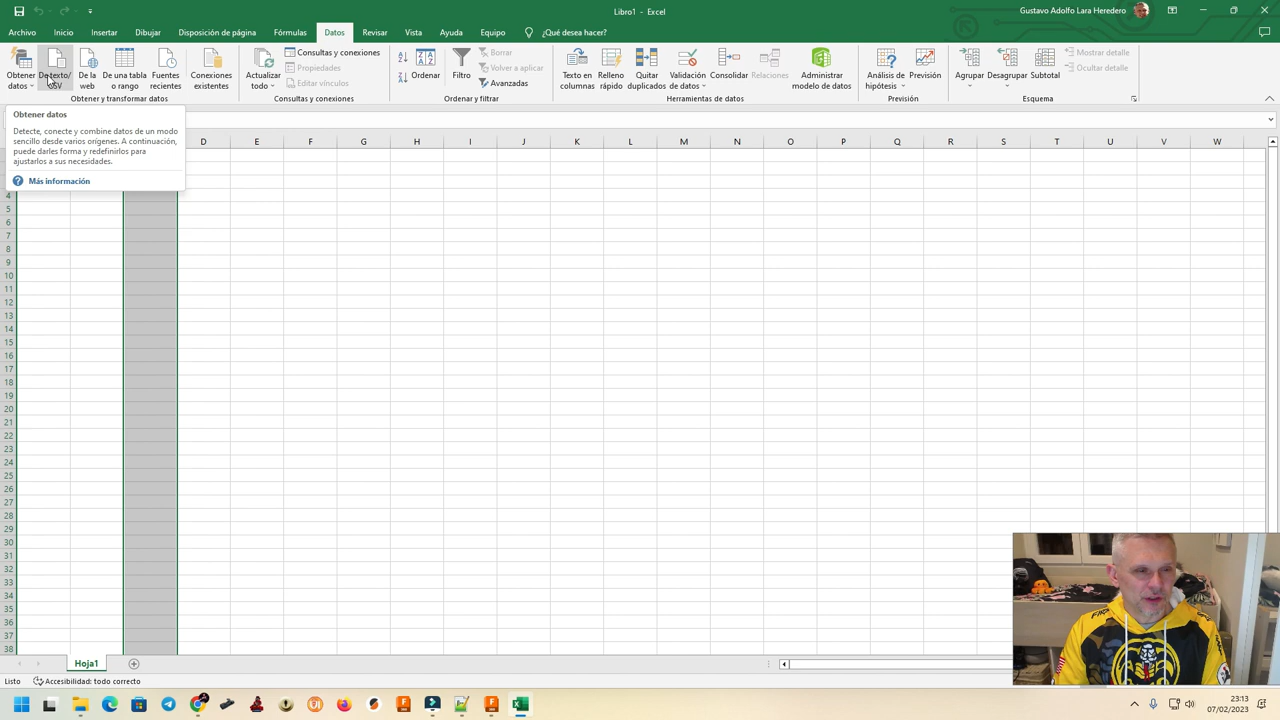 Libro1 - Excel
Gustavo Adolfo Lara Heredero
Archivo Inicio Insertar Dibujar Disposición de página Fórmulas Datos Revisar Vista Ayuda Equipo ¿Qué desea hacer?
Obtener datos
De la web
De una tabla o rango
Fuentes recientes
Conexiones existentes
Obtener y transformar datos
Actualizar todo
Consultas y conexiones
Propiedades
Editar vínculos
Consultas y conexiones
Ordenar
Filtro
Borrar
Volver a aplicar
Avanzadas
Ordenar y filtrar
Texto en columnas
Relleno rápido
Quitar duplicados
Validación de datos
Consolidar
Relaciones
Administrar modelo de datos
Herramientas de datos
Análisis de hipótesis
Previsión
Previsión
Agrupar
Desagrupar
Subtotal
Mostrar detalle
Ocultar detalle
Esquema
Obtener datos
Detecte, conecte y combine datos de un modo
sencillo desde varios orígenes. A continuación,
puede darles forma y redefinirlos para
ajustarlos a sus necesidades.
Más información
D E F G H I J K L M N O P Q R S T U V W
4
5
6
7
8
9
10
11
12
13
14
15
16
17
18
19
20
21
22
23
24
25
26
27
28
29
30
31
32
33
34
35
36
37
38
Hoja1
Listo Accesibilidad: todo correcto
23:13
07/02/2023